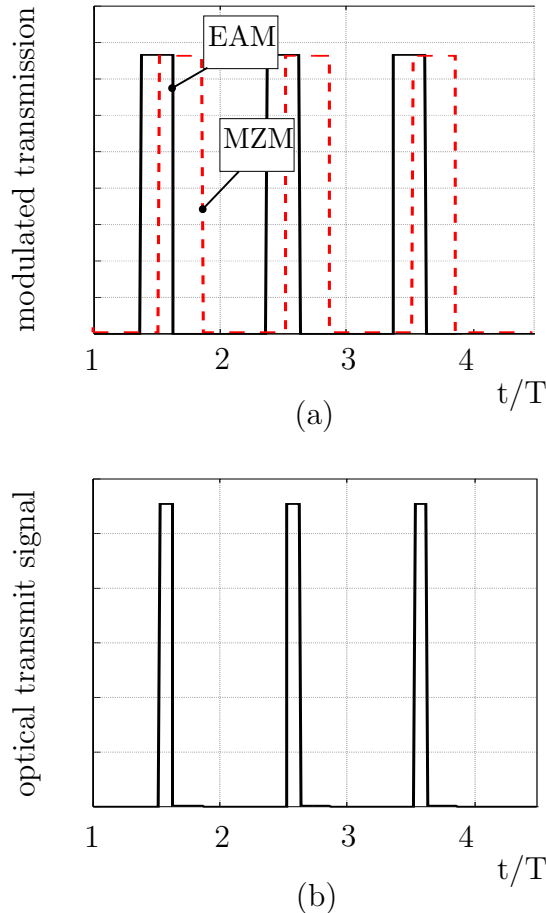 modulated transmission
EAM
MZM
1 2 3 4
t/T
(a)
optical transmit signal
1 2 3 4
t/T
(b)